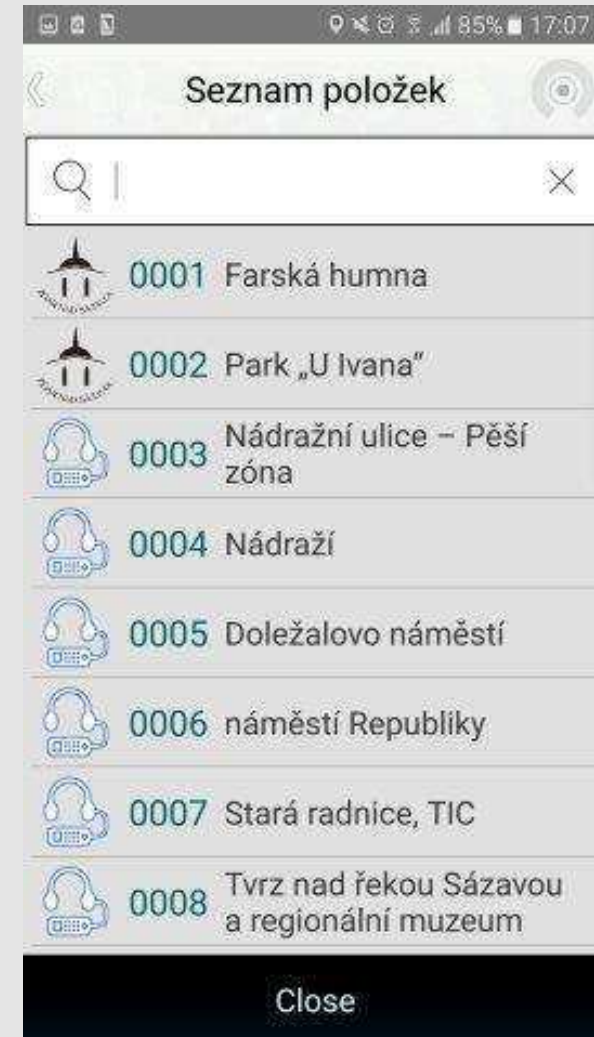 85% 17:07
Seznam položek
0001 Farská humna
0002 Park „U Ivana“
0003 Nádražní ulice – Pěší
zóna
0004 Nádraží
0005 Doležalovo náměstí
0006 náměstí Republiky
0007 Stará radnice, TIC
0008 Tvrz nad řekou Sázavou
a regionální muzeum
Close